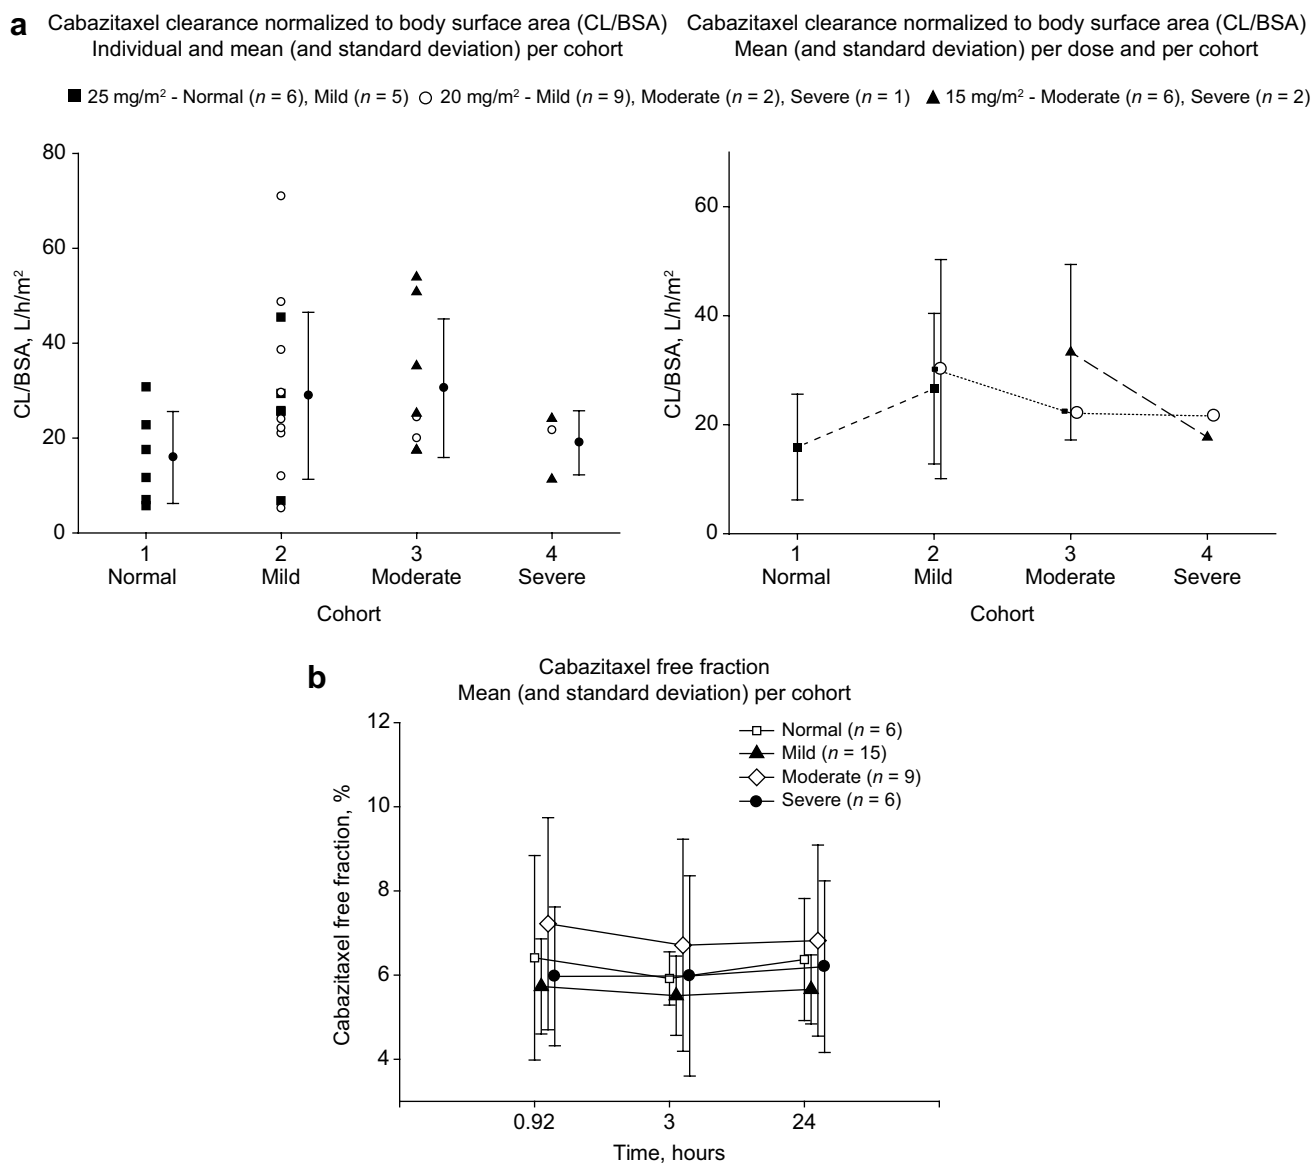 a
Cabazitaxel clearance normalized to body surface area (CL/BSA)
Individual and mean (and standard deviation) per cohort
Cabazitaxel clearance normalized to body surface area (CL/BSA)
Mean (and standard deviation) per dose and per cohort
25 mg/m² - Normal (n = 6), Mild (n = 5)
20 mg/m² - Mild (n = 9), Moderate (n = 2), Severe (n = 1)
15 mg/m² - Moderate (n = 6), Severe (n = 2)
CL/BSA, L/h/m²
80
60
40
20
0
1
2
3
4
Normal
Mild
Moderate
Severe
Cohort
CL/BSA, L/h/m²
60
40
20
0
1
2
3
4
Normal
Mild
Moderate
Severe
Cohort
b
Cabazitaxel free fraction
Mean (and standard deviation) per cohort
Normal (n = 6)
Mild (n = 15)
Moderate (n = 9)
Severe (n = 6)
Cabazitaxel free fraction, %
12
10
8
6
4
0.92
3
24
Time, hours